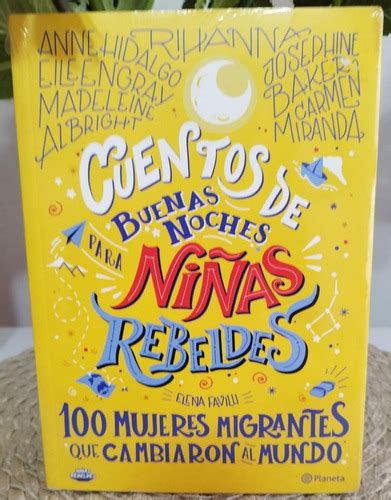 ANNE HIDALGO
RIHANNA
JOSEPHINE
BAKER
EILEEN GRAY
MADELEINE
ALBRIGHT
CARMEN
MIRANDA
CUENTOS DE
BUENAS
NOCHES
PARA
NIÑAS
REBELDES
ELENA FAVILLI
100 MUJERES MIGRANTES
QUE CAMBIARON AL MUNDO
Planeta